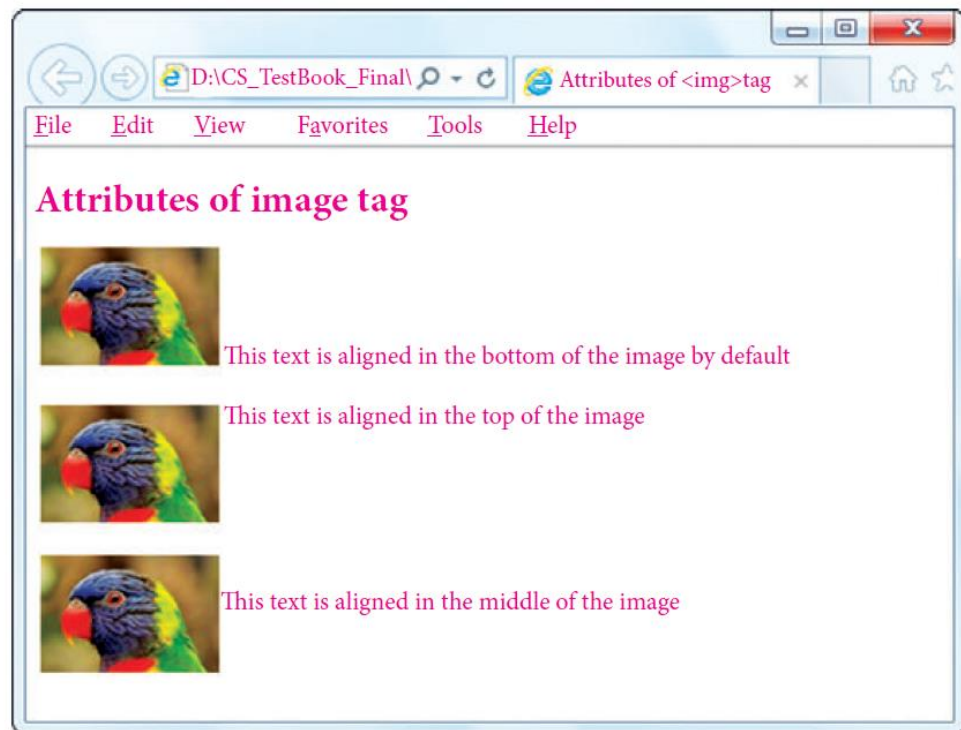 D:\CS_TestBook_Final\
Attributes of <img>tag
File Edit View Favorites Tools Help
Attributes of image tag
This text is aligned in the bottom of the image by default
This text is aligned in the top of the image
This text is aligned in the middle of the image